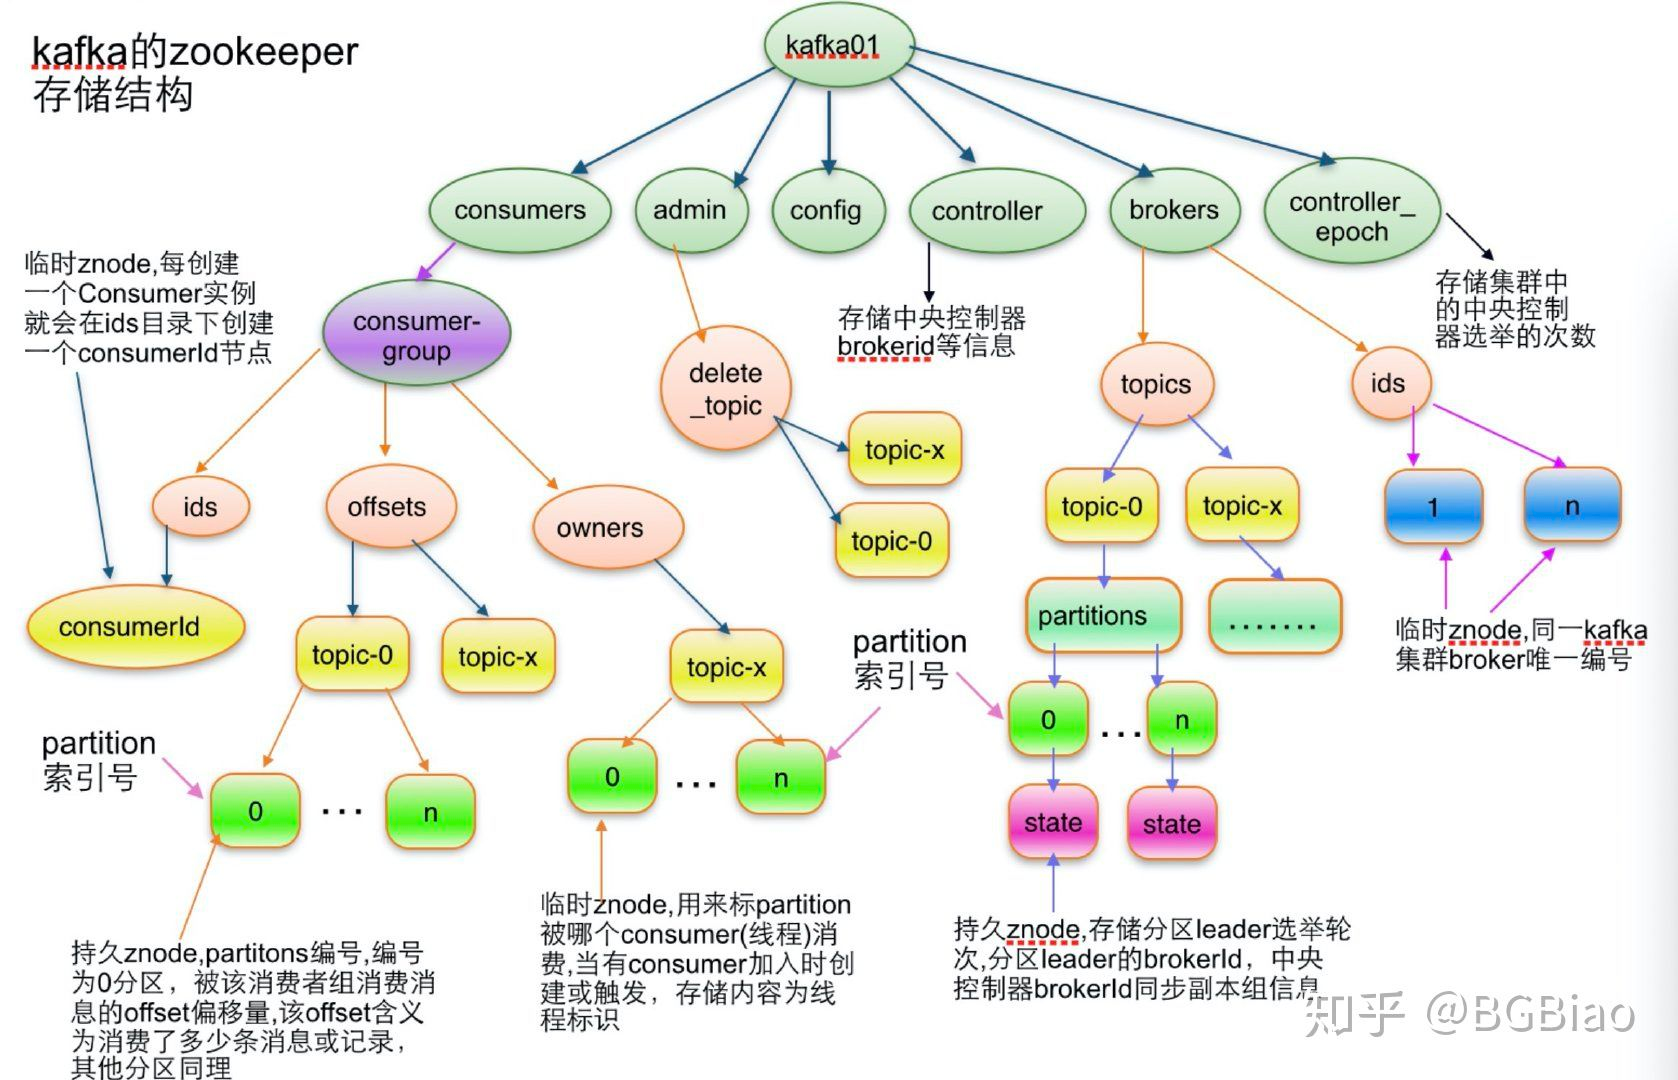 kafka的zookeeper
存储结构
kafka01
consumers
admin
config
controller
brokers
controller_
epoch
临时znode,每创建
一个Consumer实例
就会在ids目录下创建
一个consumerId节点
consumer-
group
存储中央控制器
brokerid等信息
存储集群中
的中央控制
器选举的次数
delete
_topic
topics
ids
topic-x
topic-0
ids
offsets
owners
topic-0
topic-x
1
n
consumerId
topic-0
topic-x
topic-x
partitions
.......
临时znode,同一kafka
集群broker唯一编号
partition
索引号
partition
索引号
0
...
n
0
...
n
0
...
n
state
state
持久znode,partitons编号,编号
为0分区，被该消费者组消费消
息的offset偏移量,该offset含义
为消费了多少条消息或记录，
其他分区同理
临时znode,用来标partition
被哪个consumer(线程)消
费,当有consumer加入时创
建或触发，存储内容为线
程标识
持久znode,存储分区leader选举轮
次,分区leader的brokerId，中央
控制器brokerId同步副本组信息
知乎 @BGBiao